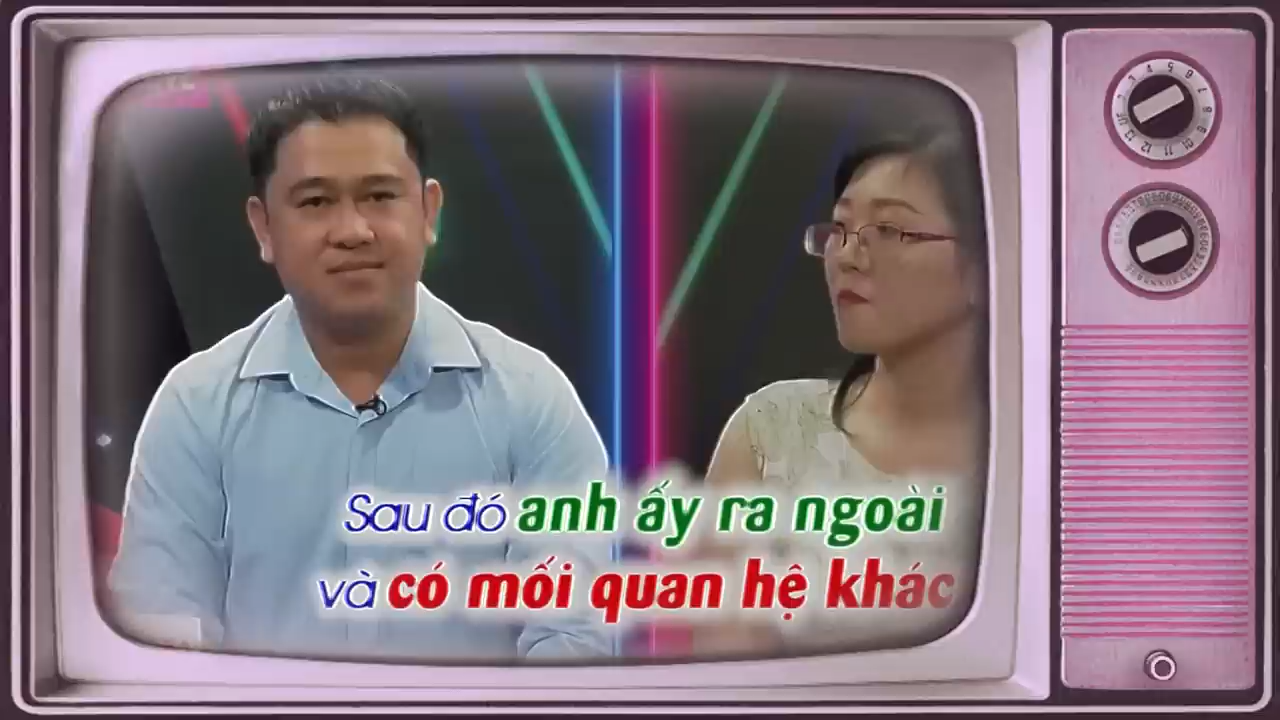 Sau đó anh ấy ra ngoài
và có mối quan hệ khác